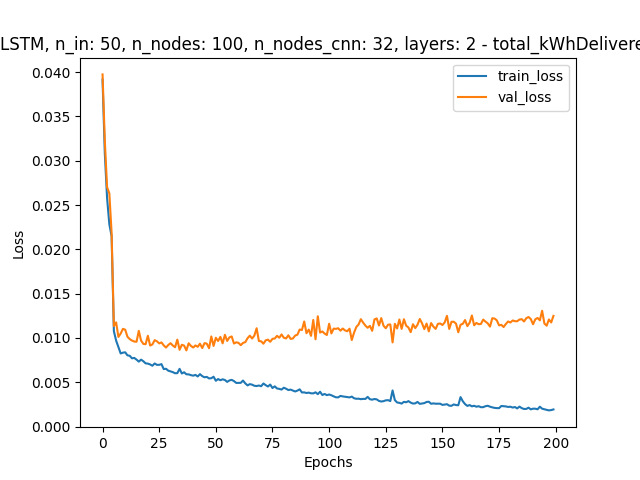 LSTM, n_in: 50, n_nodes: 100, n_nodes_cnn: 32, layers: 2 - total_kWhDelivere
train_loss
val_loss
0.040
0.035
0.030
0.025
0.020
0.015
0.010
0.005
0.000
Loss
0 25 50 75 100 125 150 175 200
Epochs